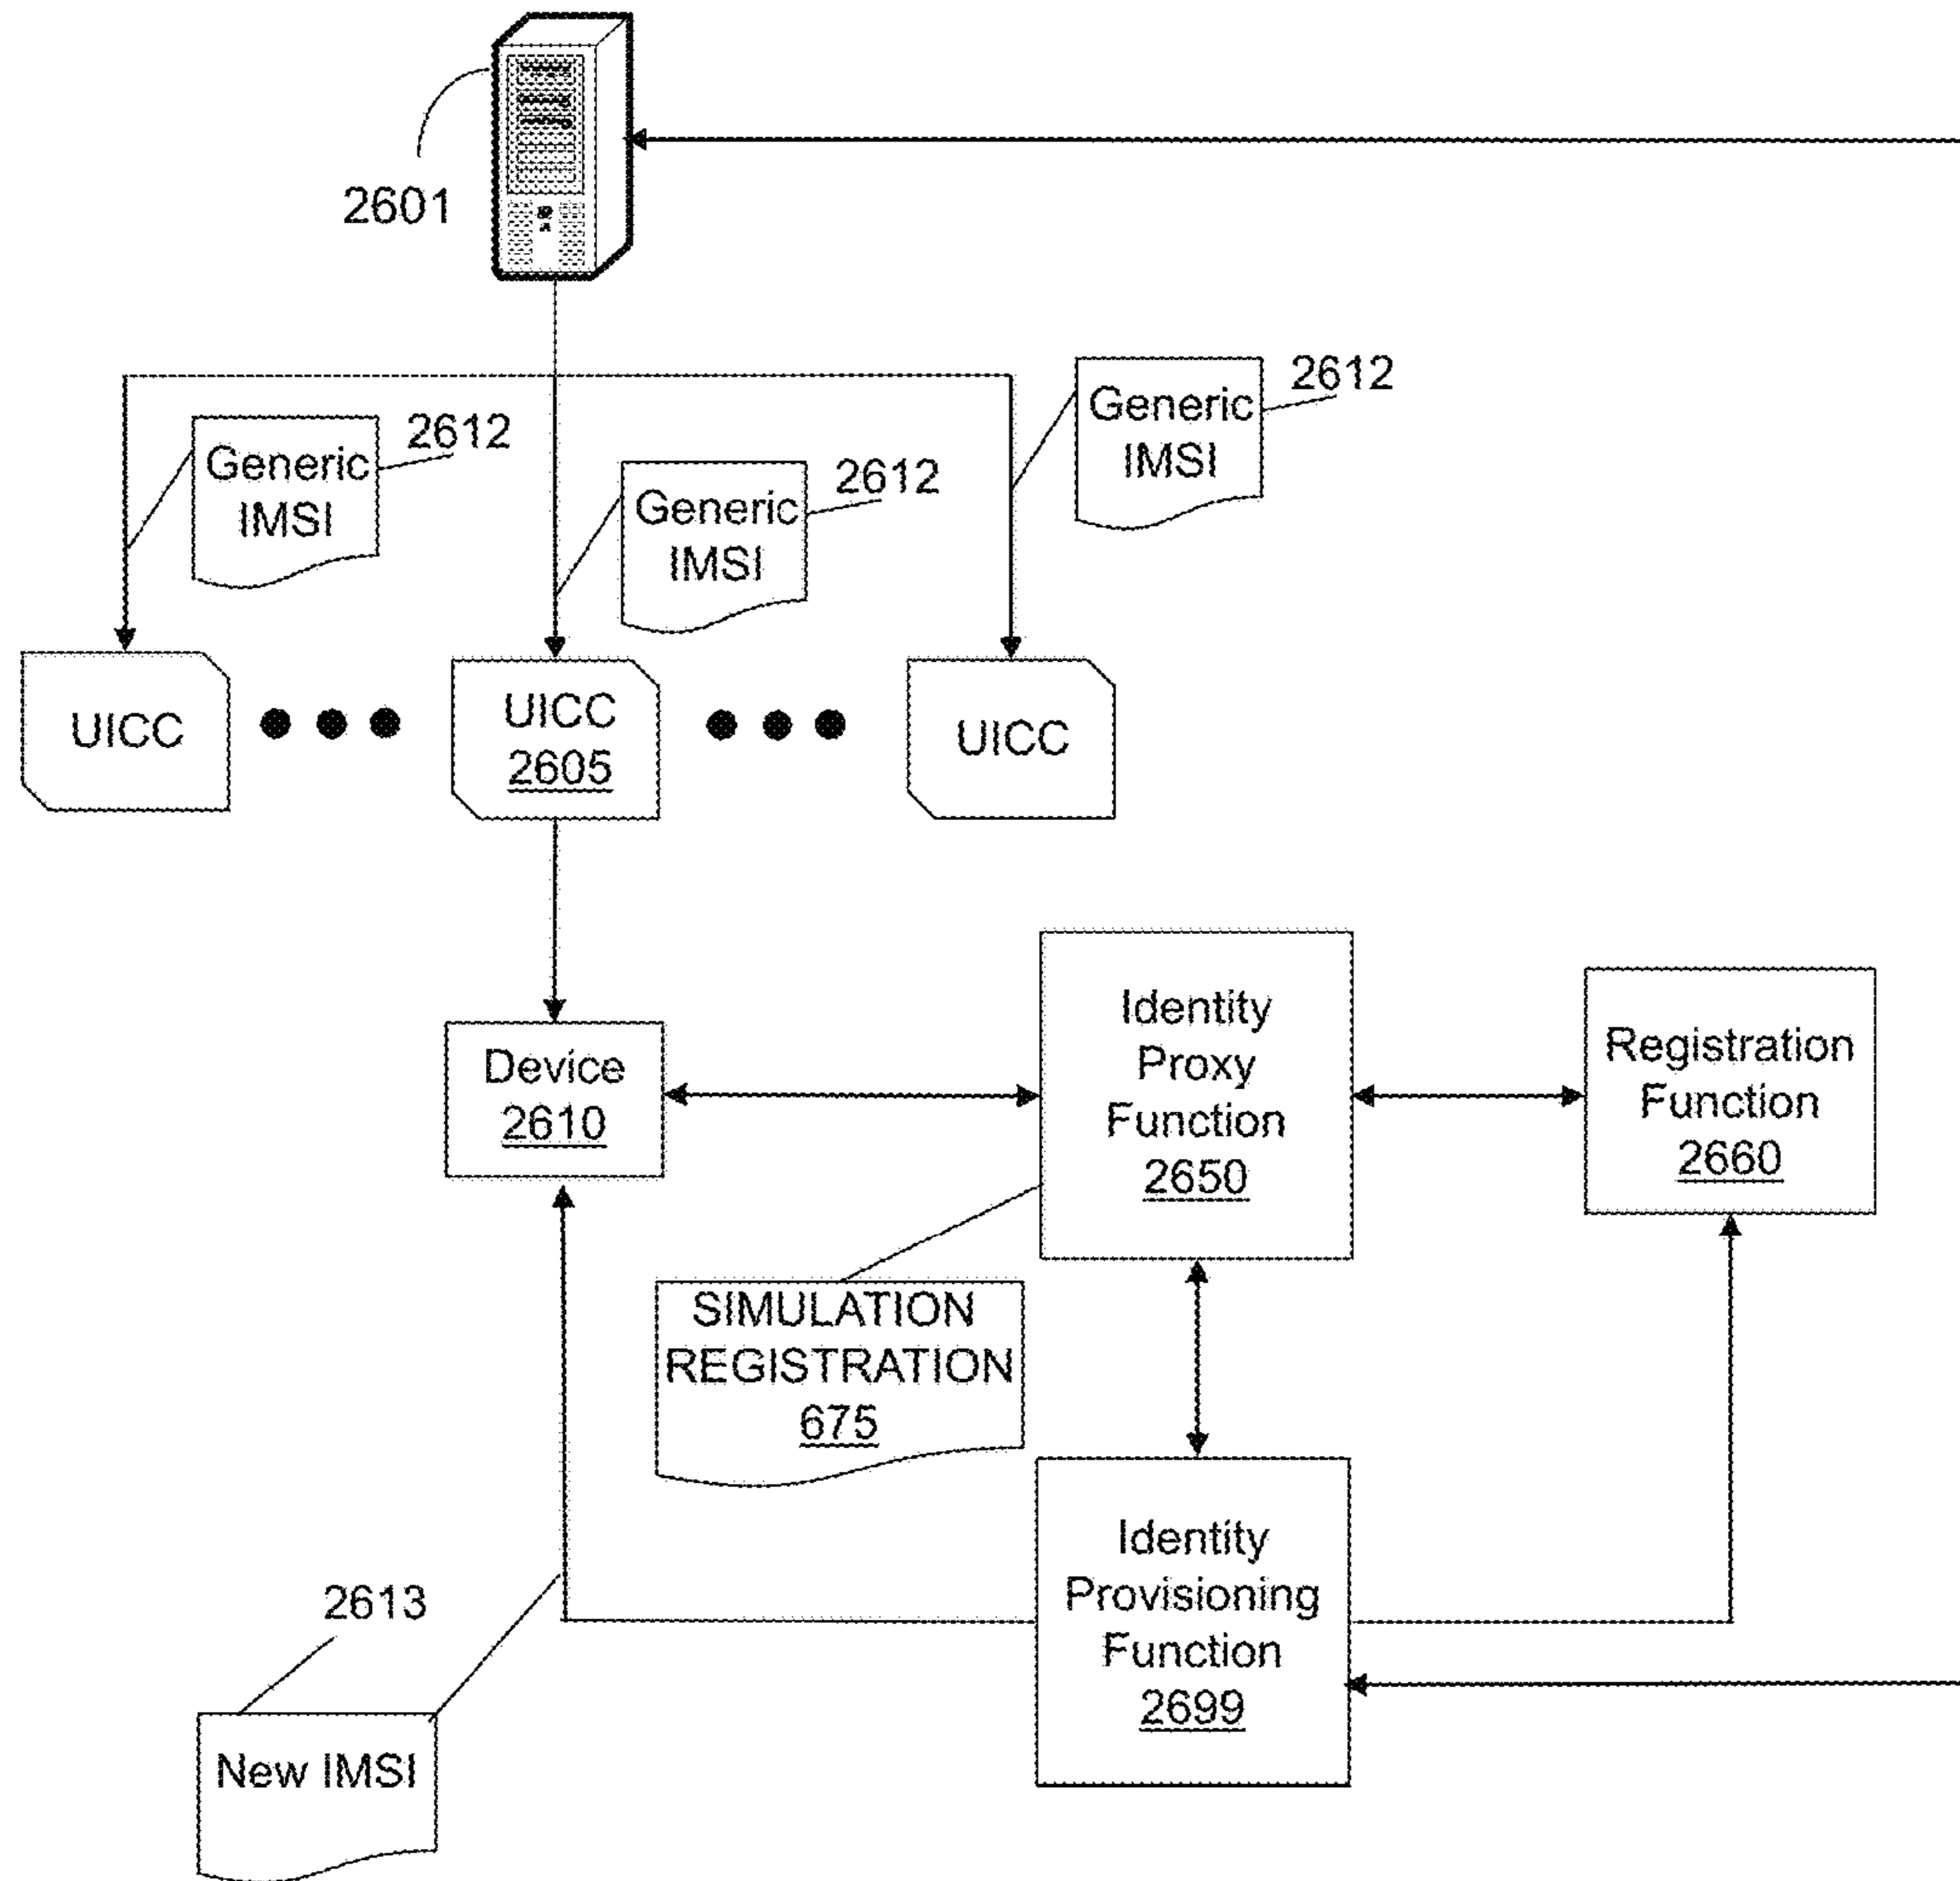 2601
2612
Generic
IMSI
2612
Generic
IMSI
2612
Generic
IMSI
UICC
UICC
2605
UICC
Device
2610
Identity
Proxy
Function
2650
Registration
Function
2660
SIMULATION
REGISTRATION
675
Identity
Provisioning
Function
2699
2613
New IMSI